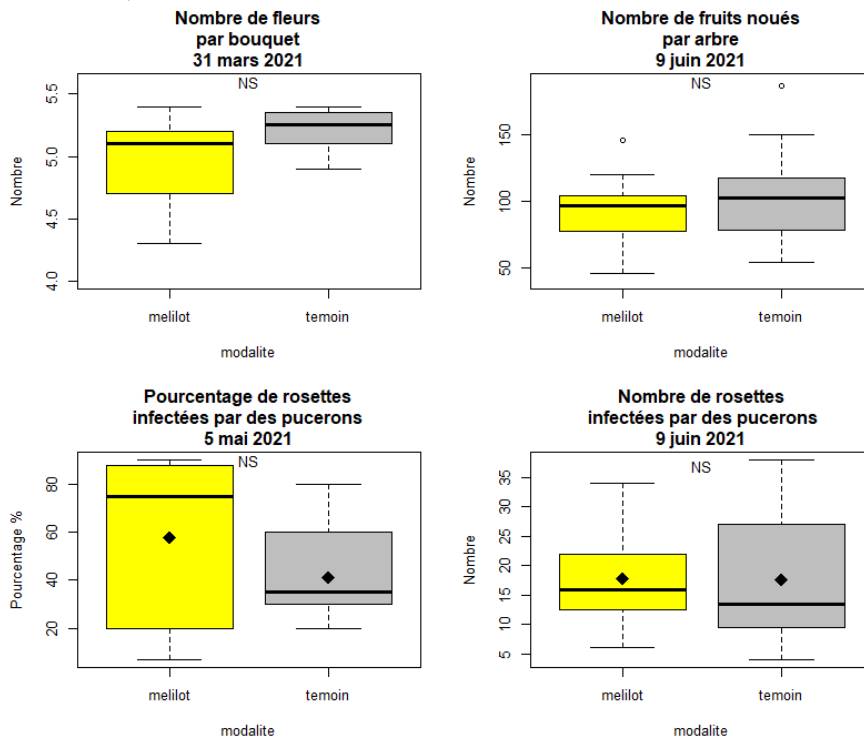 Nombre de fleurs
par bouquet
31 mars 2021
NS
Nombre
5.5
5.0
4.5
4.0
melilot temoin
modalite
Nombre de fruits noués
par arbre
9 juin 2021
NS
Nombre
150
100
50
melilot temoin
modalite
Pourcentage de rosettes
infectées par des pucerons
5 mai 2021
NS
Pourcentage %
80
60
40
20
melilot temoin
modalite
Nombre de rosettes
infectées par des pucerons
9 juin 2021
NS
Nombre
35
30
25
20
15
10
5
melilot temoin
modalite